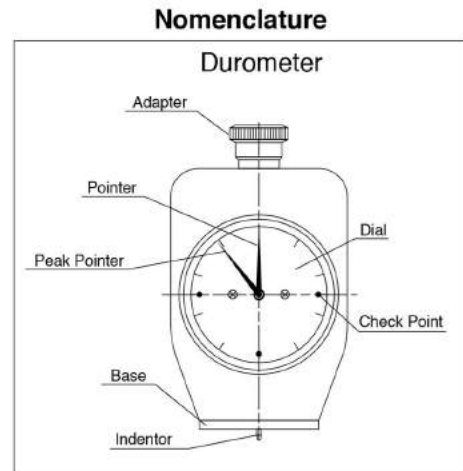 Nomenclature
Durometer
Adapter
Pointer
Peak Pointer
Dial
Check Point
Base
Indentor